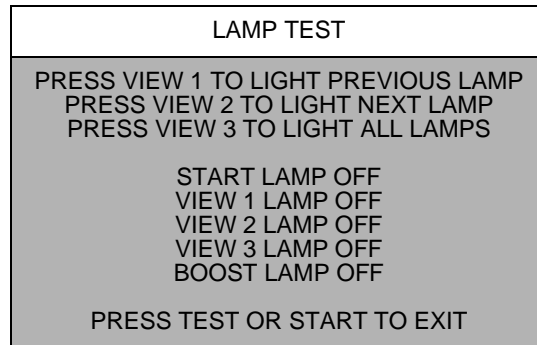 LAMP TEST
PRESS VIEW 1 TO LIGHT PREVIOUS LAMP
PRESS VIEW 2 TO LIGHT NEXT LAMP
PRESS VIEW 3 TO LIGHT ALL LAMPS
START LAMP OFF
VIEW 1 LAMP OFF
VIEW 2 LAMP OFF
VIEW 3 LAMP OFF
BOOST LAMP OFF
PRESS TEST OR START TO EXIT